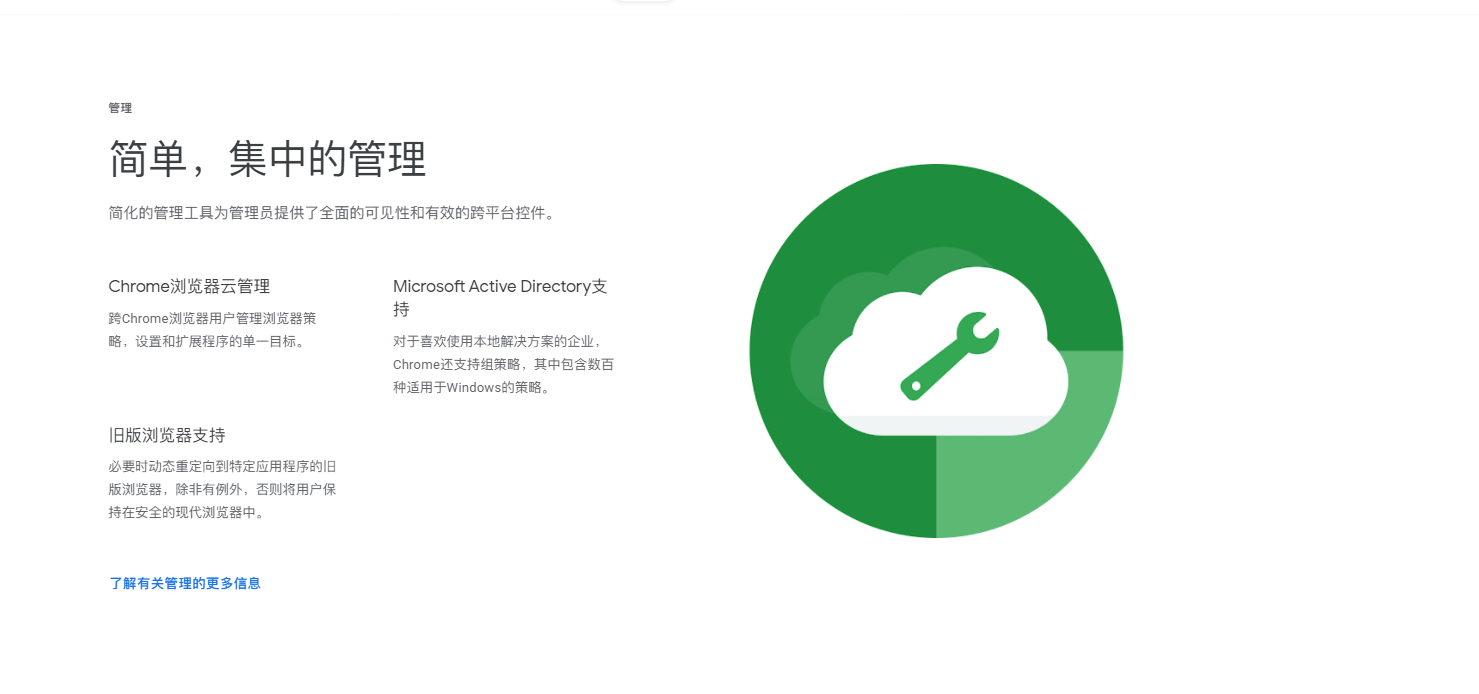 管理
简单，集中的管理
简化的管理工具为管理员提供了全面的可见性和有效的跨平台控件。
Chrome浏览器云管理
跨Chrome浏览器用户管理浏览器策
略，设置和扩展程序的单一目标。
Microsoft Active Directory支
持
对于喜欢使用本地解决方案的企业，
Chrome还支持组策略，其中包含数百
种适用于Windows的策略。
旧版浏览器支持
必要时动态重定向到特定应用程序的旧
版浏览器，除非有例外，否则将用户保
持在安全的现代浏览器中。
了解有关管理的更多信息